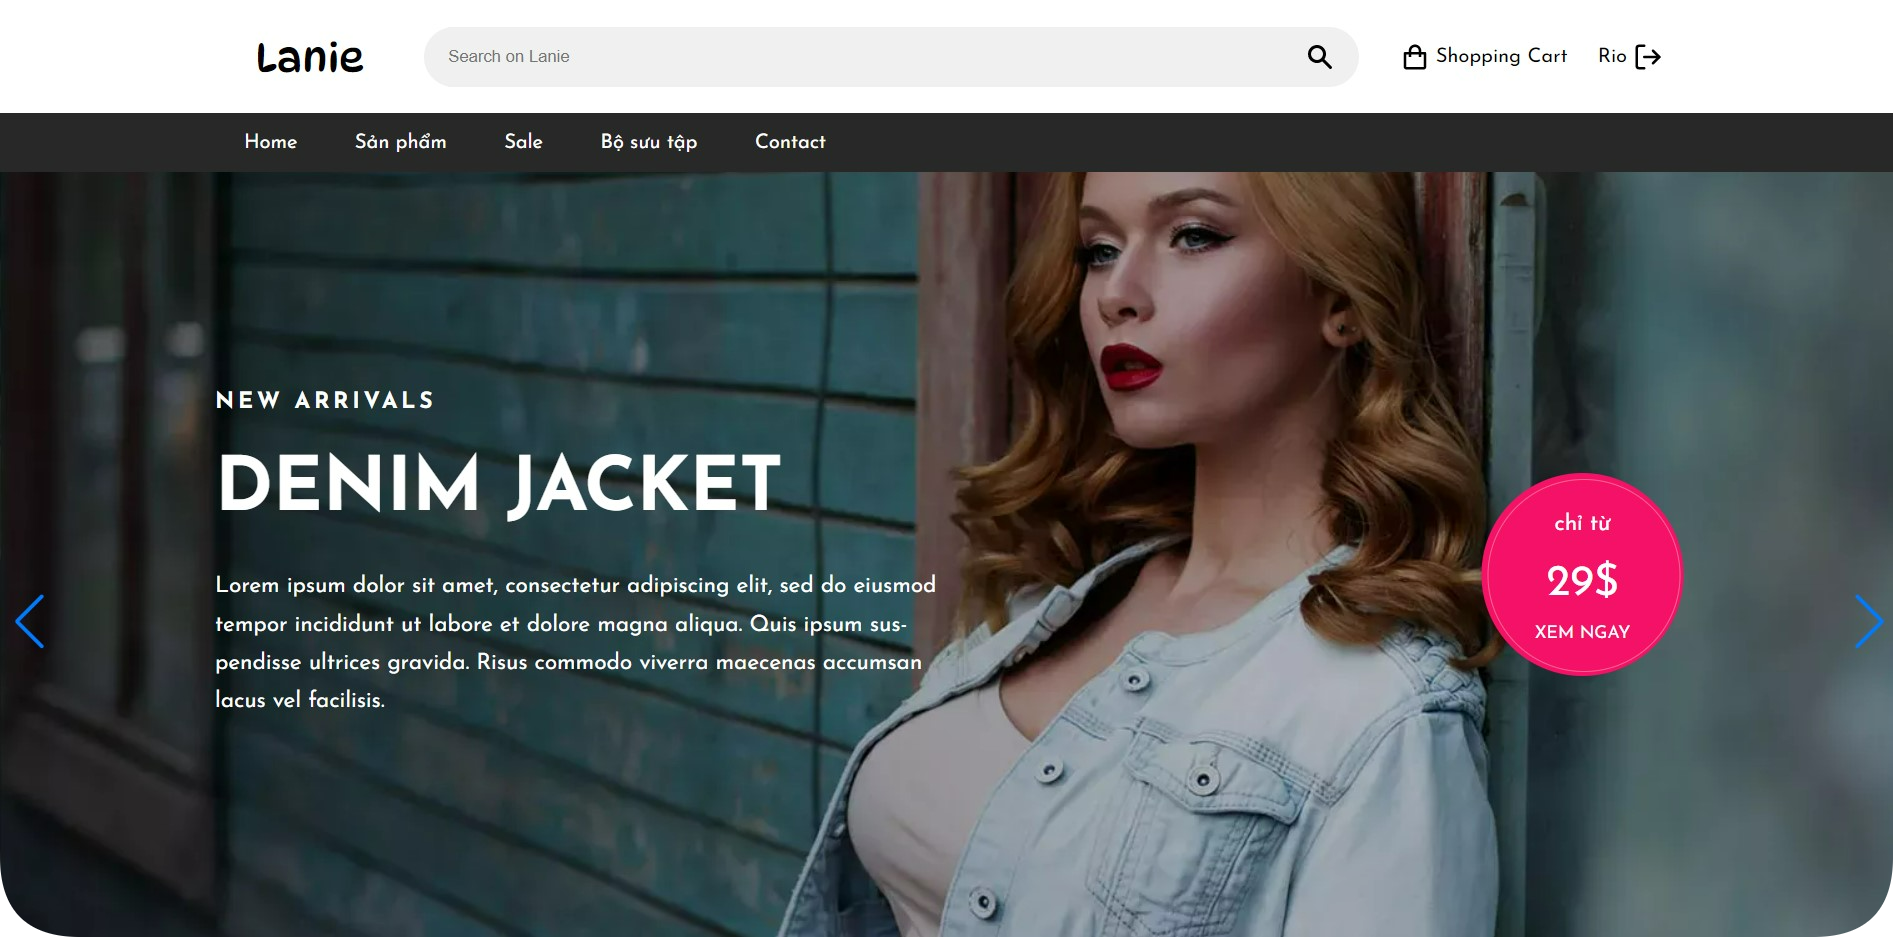 Lanie
Search on Lanie
Shopping Cart
Rio
Home
Sản phẩm
Sale
Bộ sưu tập
Contact
NEW ARRIVALS
DENIM JACKET
Lorem ipsum dolor sit amet, consectetur adipiscing elit, sed do eiusmod
tempor incididunt ut labore et dolore magna aliqua. Quis ipsum sus-
pendisse ultrices gravida. Risus commodo viverra maecenas accumsan
lacus vel facilisis.
chỉ từ
29$
XEM NGAY